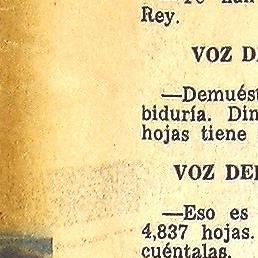 Rey.
VOZ D
—Demuést
biduría. Din
hojas tiene
VOZ DE
—Eso es
4,837 hojas.
cuéntalas.